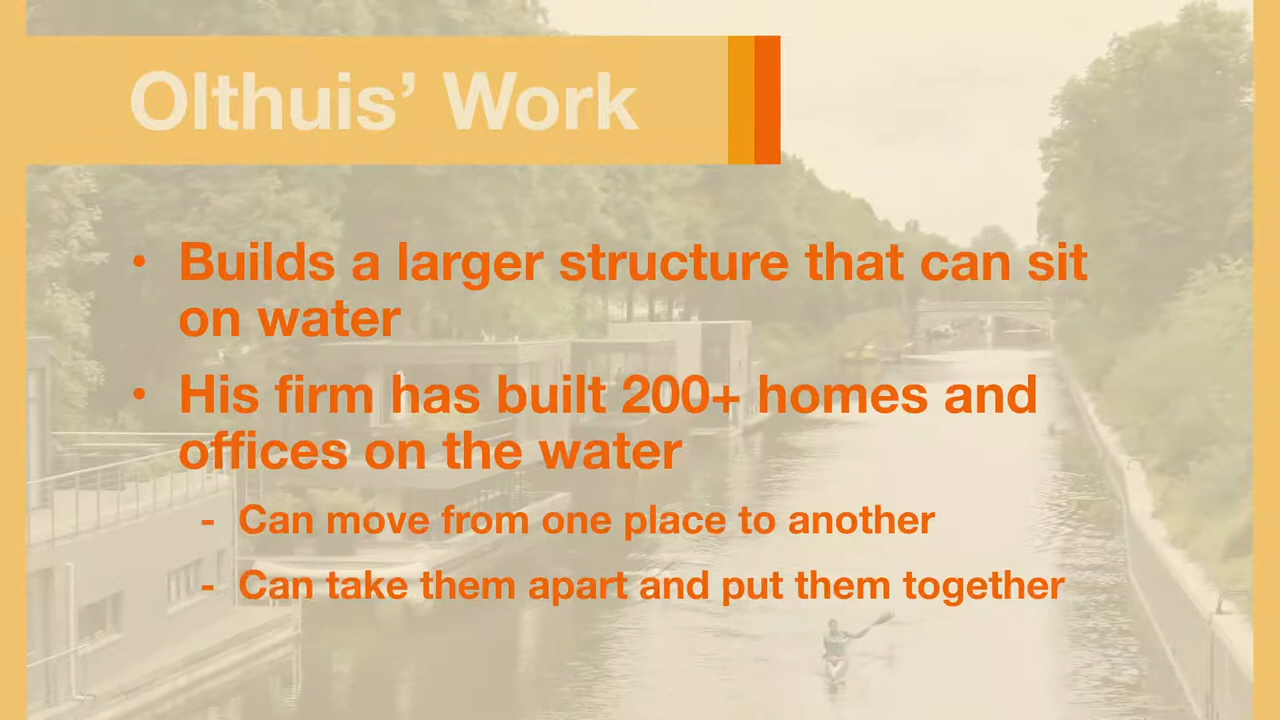 Olthuis’ Work
• Builds a larger structure that can sit
on water
• His firm has built 200+ homes and
offices on the water
- Can move from one place to another
- Can take them apart and put them together